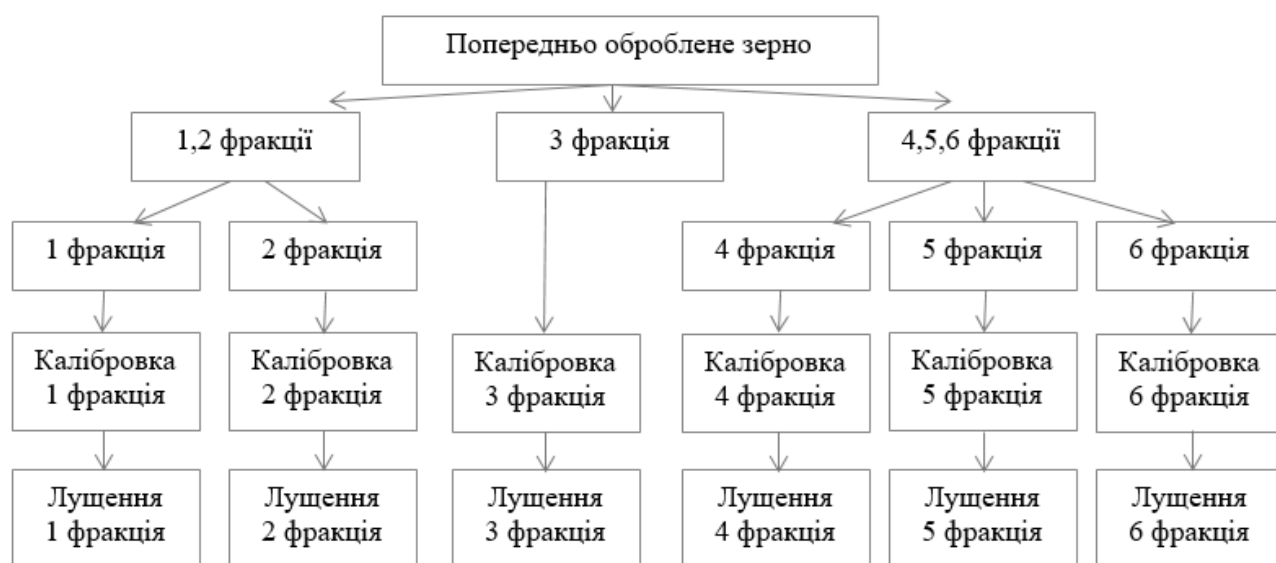 Попередньо оброблене зерно
1,2 фракції
3 фракція
4,5,6 фракції
1 фракція
2 фракція
4 фракція
5 фракція
6 фракція
Калібровка
1 фракція
Калібровка
2 фракція
Калібровка
3 фракція
Калібровка
4 фракція
Калібровка
5 фракція
Калібровка
6 фракція
Лущення
1 фракція
Лущення
2 фракція
Лущення
3 фракція
Лущення
4 фракція
Лущення
5 фракція
Лущення
6 фракція